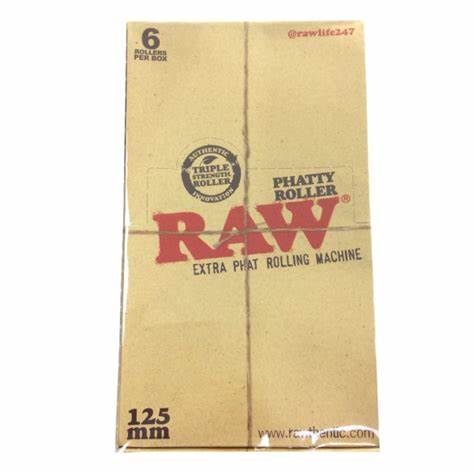 6
ROLLERS
PER BOX
@rawlife247
AUTHENTIC
TRIPLE
STRENGTH
ROLLER
INNOVATION
PHATTY
ROLLER
RAW®
EXTRA PHAT ROLLING MACHINE
125
mm
www.rawthentic.com